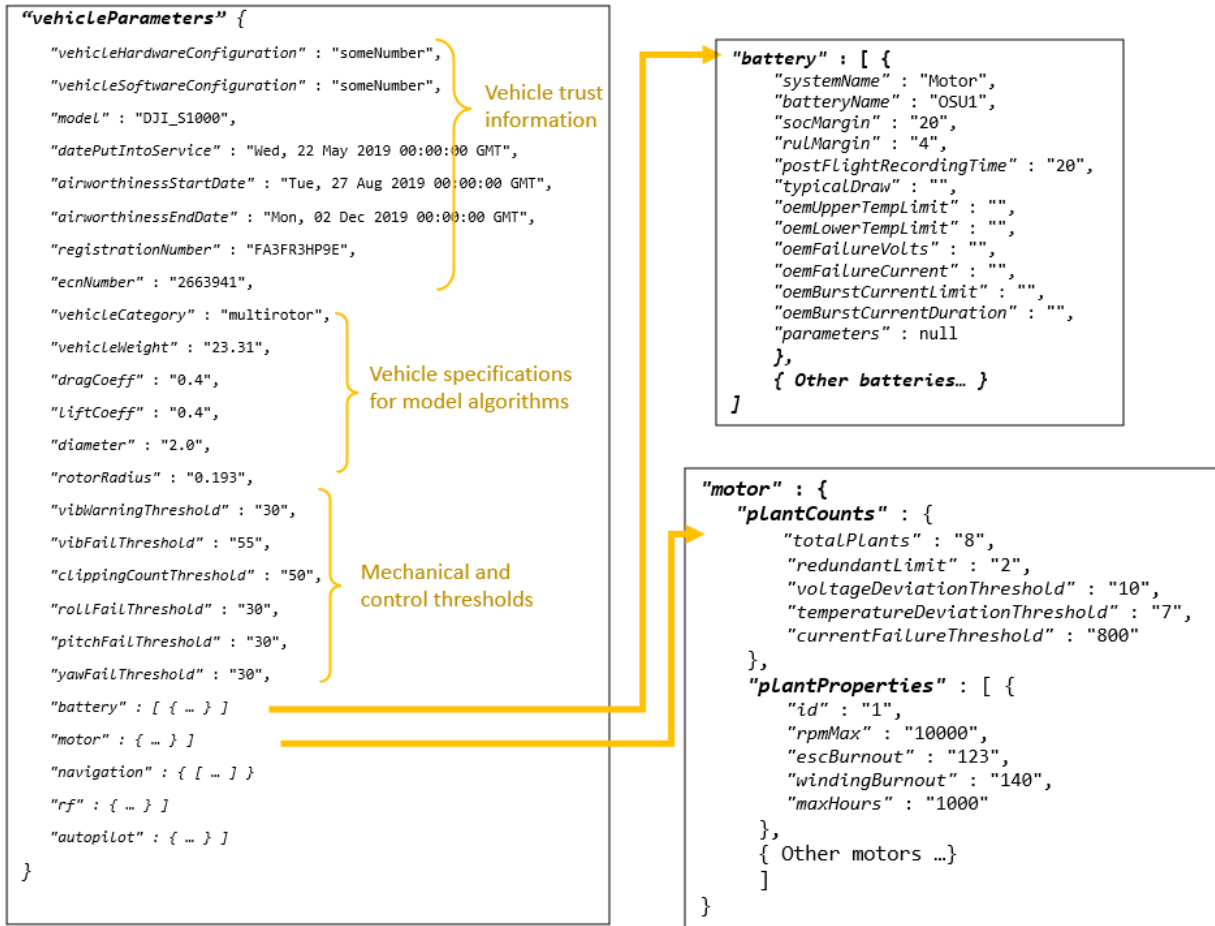 “vehicleParameters” {
"vehicleHardwareConfiguration" : "someNumber",
"vehicleSoftwareConfiguration" : "someNumber",
"model" : "DJI_S1000",
"datePutIntoService" : "Wed, 22 May 2019 00:00:00 GMT",
"airworthinessStartDate" : "Tue, 27 Aug 2019 00:00:00 GMT",
"airworthinessEndDate" : "Mon, 02 Dec 2019 00:00:00 GMT",
"registrationNumber" : "FA3FR3HP9E",
"ecnNumber" : "2663941",
"vehicleCategory" : "multirotor",
"vehicleWeight" : "23.31",
"dragCoeff" : "0.4",
"liftCoeff" : "0.4",
"diameter" : "2.0",
"rotorRadius" : "0.193",
"vibWarningThreshold" : "30",
"vibFailThreshold" : "55",
"clippingCountThreshold" : "50",
"rollFailThreshold" : "30",
"pitchFailThreshold" : "30",
"yawFailThreshold" : "30",
"battery" : [ { … } ]
"motor" : { … } ]
"navigation" : { [ … ] }
"rf" : { … } ]
"autopilot" : { … } ]
}
Vehicle trust
information
Vehicle specifications
for model algorithms
Mechanical and
control thresholds
"battery" : [ {
"systemName" : "Motor",
"batteryName" : "OSU1",
"socMargin" : "20",
"rulMargin" : "4",
"postFlightRecordingTime" : "20",
"typicalDraw" : "",
"oemUpperTempLimit" : "",
"oemLowerTempLimit" : "",
"oemFailureVolts" : "",
"oemFailureCurrent" : "",
"oemBurstCurrentLimit" : "",
"oemBurstCurrentDuration" : "",
"parameters" : null
},
{ Other batteries… }
]
"motor" : {
"plantCounts" : {
"totalPlants" : "8",
"redundantLimit" : "2",
"voltageDeviationThreshold" : "10",
"temperatureDeviationThreshold" : "7",
"currentFailureThreshold" : "800"
},
"plantProperties" : [ {
"id" : "1",
"rpmMax" : "10000",
"escBurnout" : "123",
"windingBurnout" : "140",
"maxHours" : "1000"
},
{ Other motors …}
]
}